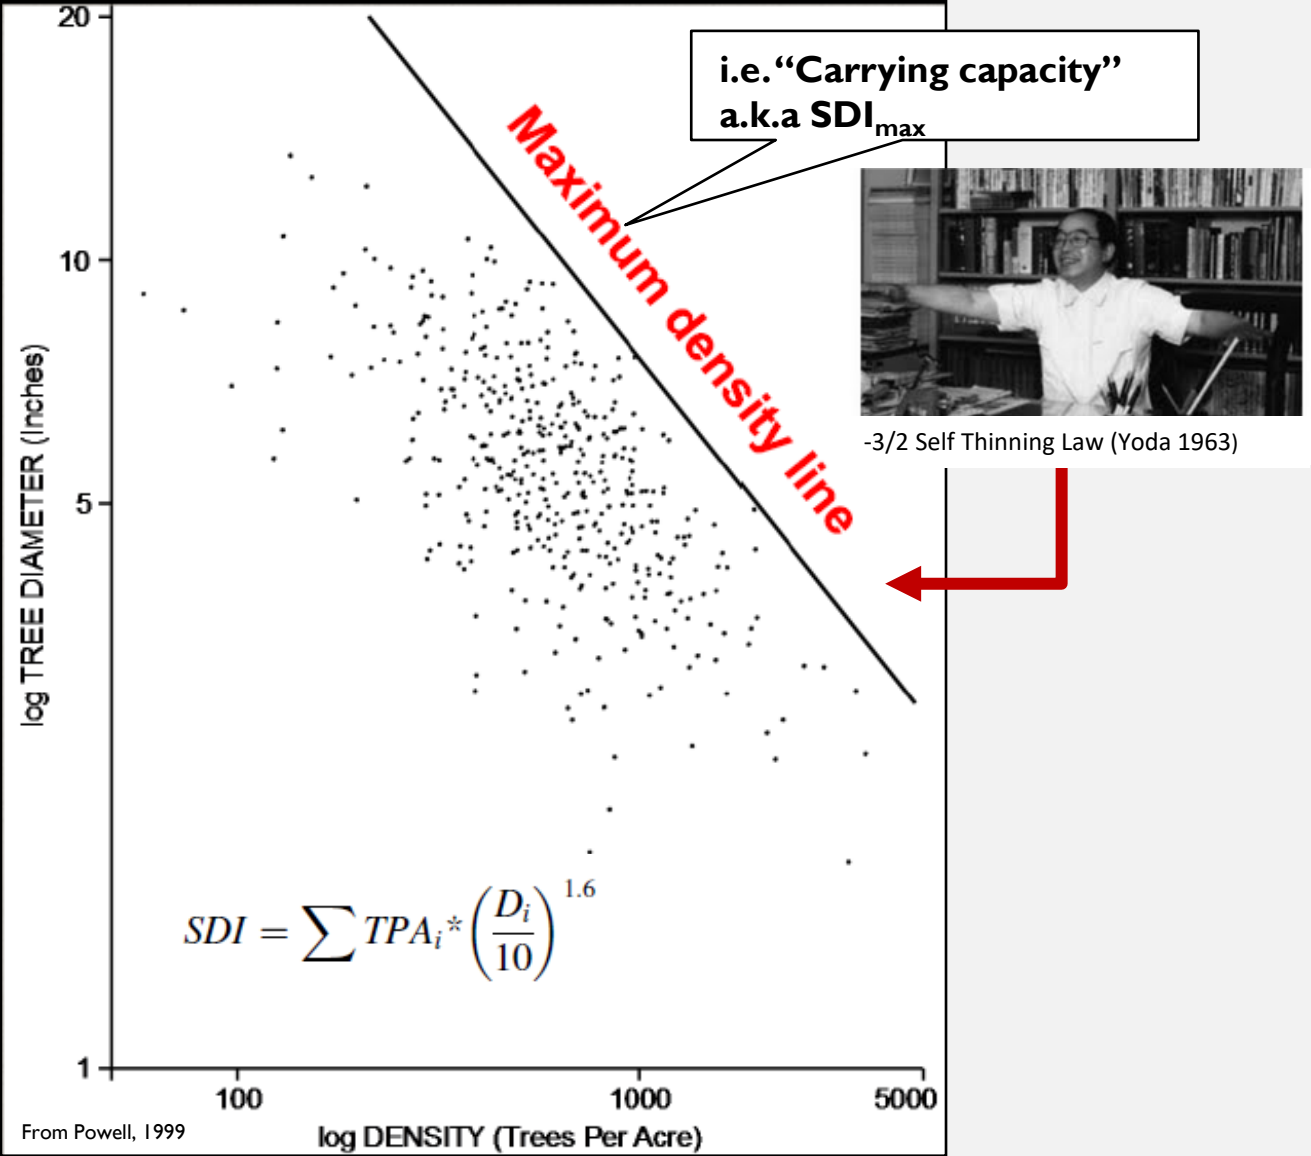 20
10
5
1
log TREE DIAMETER (Inches)
i.e. “Carrying capacity”
a.k.a SDImax
Maximum density line
-3/2 Self Thinning Law (Yoda 1963)
SDI = ∑ TPAi* (Di/10)^1.6
100
1000
5000
log DENSITY (Trees Per Acre)
From Powell, 1999